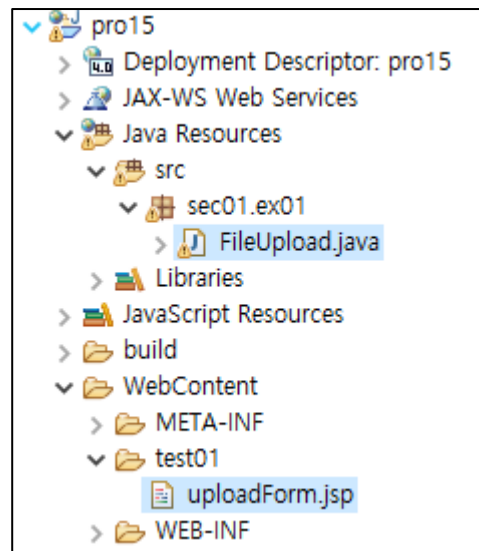 pro15
Deployment Descriptor: pro15
JAX-WS Web Services
Java Resources
src
sec01.ex01
FileUpload.java
Libraries
JavaScript Resources
build
WebContent
META-INF
test01
uploadForm.jsp
WEB-INF